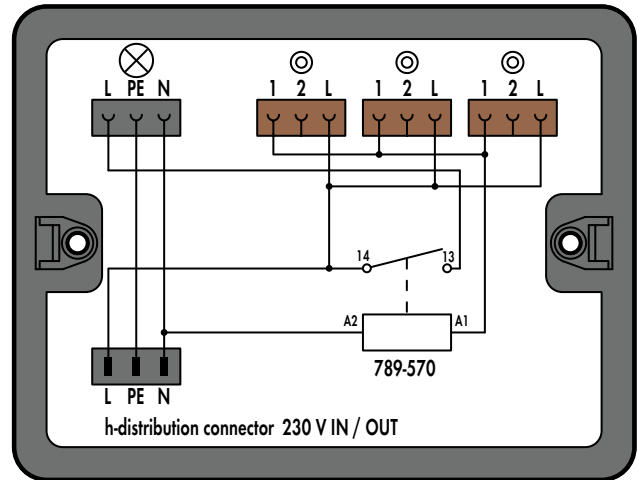 L PE N
1 2 L
1 2 L
1 2 L
14
13
A2
A1
789-570
L PE N
h-distribution connector 230 V IN / OUT